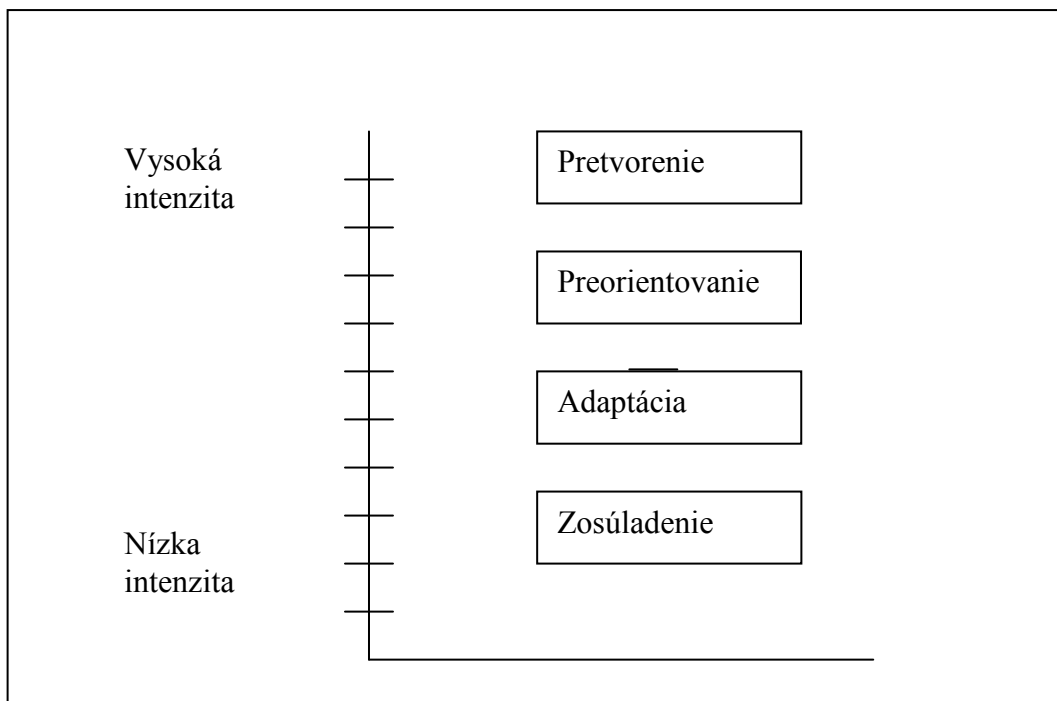 Vysoká
intenzita
Pretvorenie
Preorientovanie
Adaptácia
Zosúladenie
Nízka
intenzita